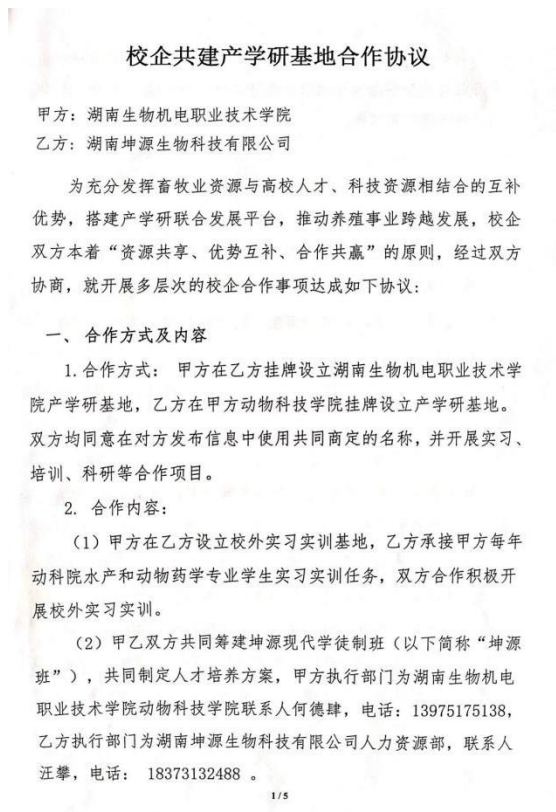 校企共建产学研基地合作协议
甲方：湖南生物机电职业技术学院
乙方：湖南坤源生物科技有限公司
为充分发挥畜牧业资源与高校人才、科技资源相结合的互补
优势，搭建产学研联合发展平台，推动养殖事业跨越发展，校企
双方本着“资源共享、优势互补、合作共赢”的原则，经过双方
协商，就开展多层次的校企合作事项达成如下协议：
一、合作方式及内容
1.合作方式： 甲方在乙方挂牌设立湖南生物机电职业技术学
院产学研基地，乙方在甲方动物科技学院挂牌设立产学研基地。
双方均同意在对方发布信息中使用共同商定的名称，并开展实习、
培训、科研等合作项目。
2. 合作内容：
（1）甲方在乙方设立校外实习实训基地，乙方承接甲方每年
动科院水产和动物药学专业学生实习实训任务，双方合作积极开
展校外实习实训。
（2）甲乙双方共同筹建坤源现代学徒制班（以下简称“坤源
班”），共同制定人才培养方案，甲方执行部门为湖南生物机电
职业技术学院动物科技学院联系人何德肆，电话：13975175138，
乙方执行部门为湖南坤源生物科技有限公司人力资源部，联系人
汪攀，电话： 18373132488 。
1/5